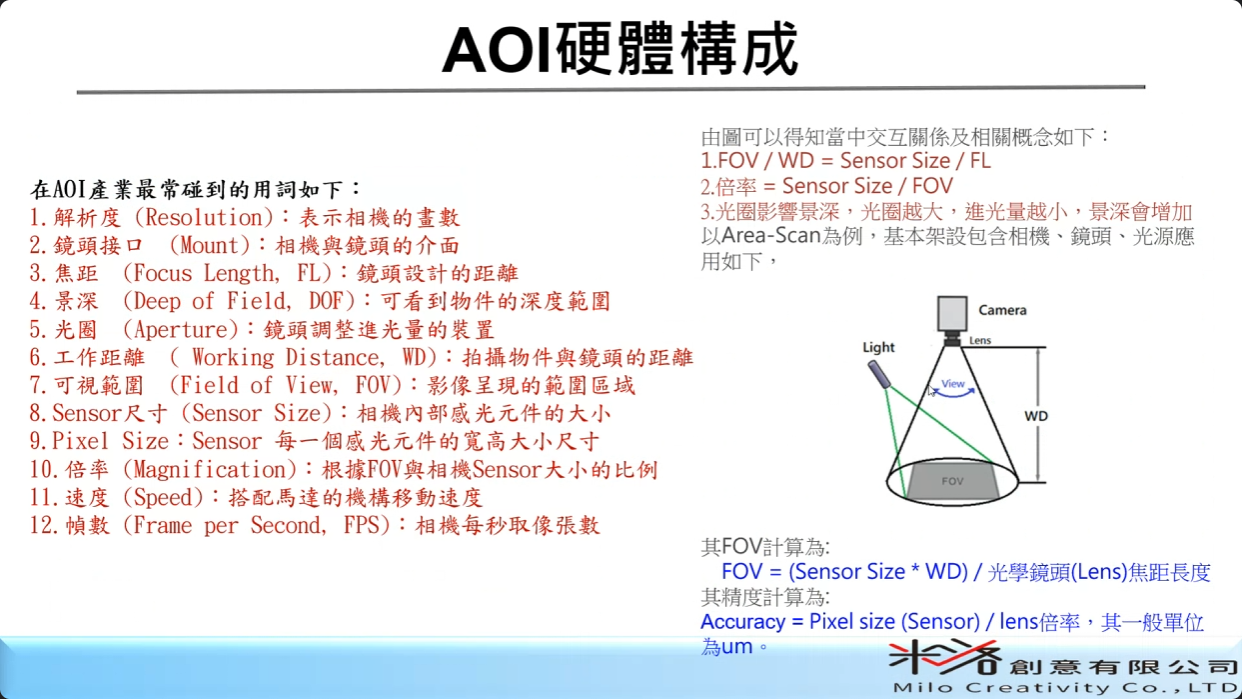 AOI硬體構成
在AOI產業最常碰到的用詞如下：
1.解析度 (Resolution)：表示相機的畫數
2.鏡頭接口 (Mount)：相機與鏡頭的介面
3.焦距 (Focus Length, FL)：鏡頭設計的距離
4.景深 (Deep of Field, DOF)：可看到物件的深度範圍
5.光圈 (Aperture)：鏡頭調整進光量的裝置
6.工作距離 ( Working Distance, WD)：拍攝物件與鏡頭的距離
7.可視範圍 (Field of View, FOV)：影像呈現的範圍區域
8.Sensor尺寸 (Sensor Size)：相機內部感光元件的大小
9.Pixel Size：Sensor 每一個感光元件的寬高大小尺寸
10.倍率 (Magnification)：根據FOV與相機Sensor大小的比例
11.速度 (Speed)：搭配馬達的機構移動速度
12.幀數 (Frame per Second, FPS)：相機每秒取像張數
由圖可以得知當中交互關係及相關概念如下：
1.FOV / WD = Sensor Size / FL
2.倍率 = Sensor Size / FOV
3.光圈影響景深，光圈越大，進光量越小，景深會增加
以Area-Scan為例，基本架設包含相機、鏡頭、光源應
用如下，
Camera
Lens
Light
View
WD
FOV
其FOV計算為:
FOV = (Sensor Size * WD) / 光學鏡頭(Lens)焦距長度
其精度計算為:
Accuracy = Pixel size (Sensor) / lens倍率，其一般單位
為um。
米洛創意有限公司
Milo Creativity Co.,LTD